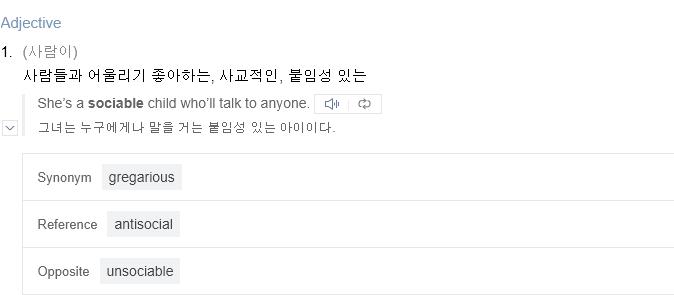 Adjective
1. (사람이)
사람들과 어울리기 좋아하는, 사교적인, 붙임성 있는
She's a sociable child who'll talk to anyone.
그녀는 누구에게나 말을 거는 붙임성 있는 아이이다.
Synonym gregarious
Reference antisocial
Opposite unsociable